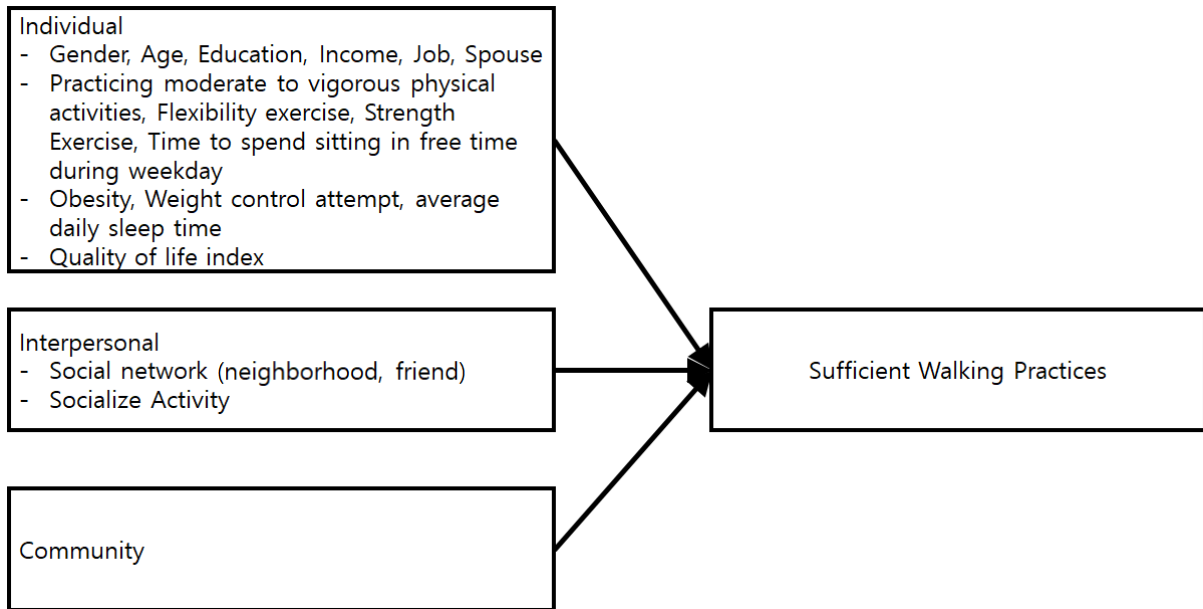 Individual
- Gender, Age, Education, Income, Job, Spouse
- Practicing moderate to vigorous physical
activities, Flexibility exercise, Strength
Exercise, Time to spend sitting in free time
during weekday
- Obesity, Weight control attempt, average
daily sleep time
- Quality of life index
Interpersonal
- Social network (neighborhood, friend)
- Socialize Activity
Sufficient Walking Practices
Community